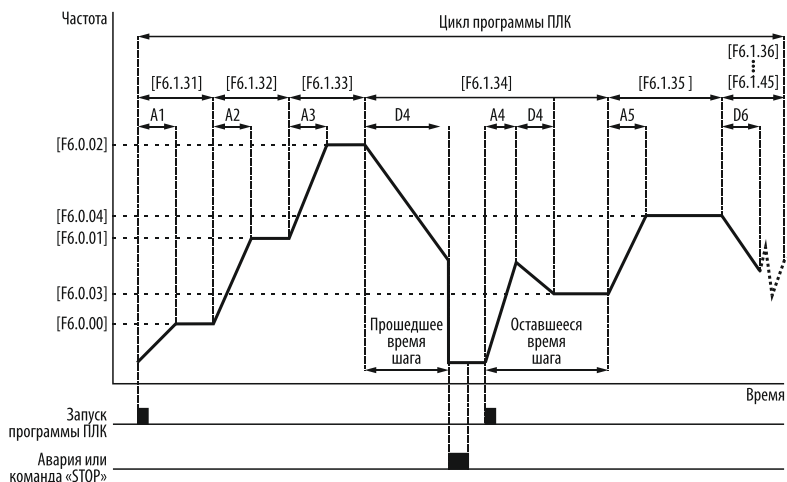 Частота
Цикл программы ПЛК
[F6.1.36]
[F6.1.31]
[F6.1.32]
[F6.1.33]
[F6.1.34]
[F6.1.35 ]
[F6.1.45]
A1
A2
A3
D4
A4
D4
A5
D6
[F6.0.02]
[F6.0.04]
[F6.0.01]
[F6.0.03]
[F6.0.00]
Прошедшее
время
шага
Оставшееся
время
шага
Время
Запуск
программы ПЛК
Авария или
команда «STOP»